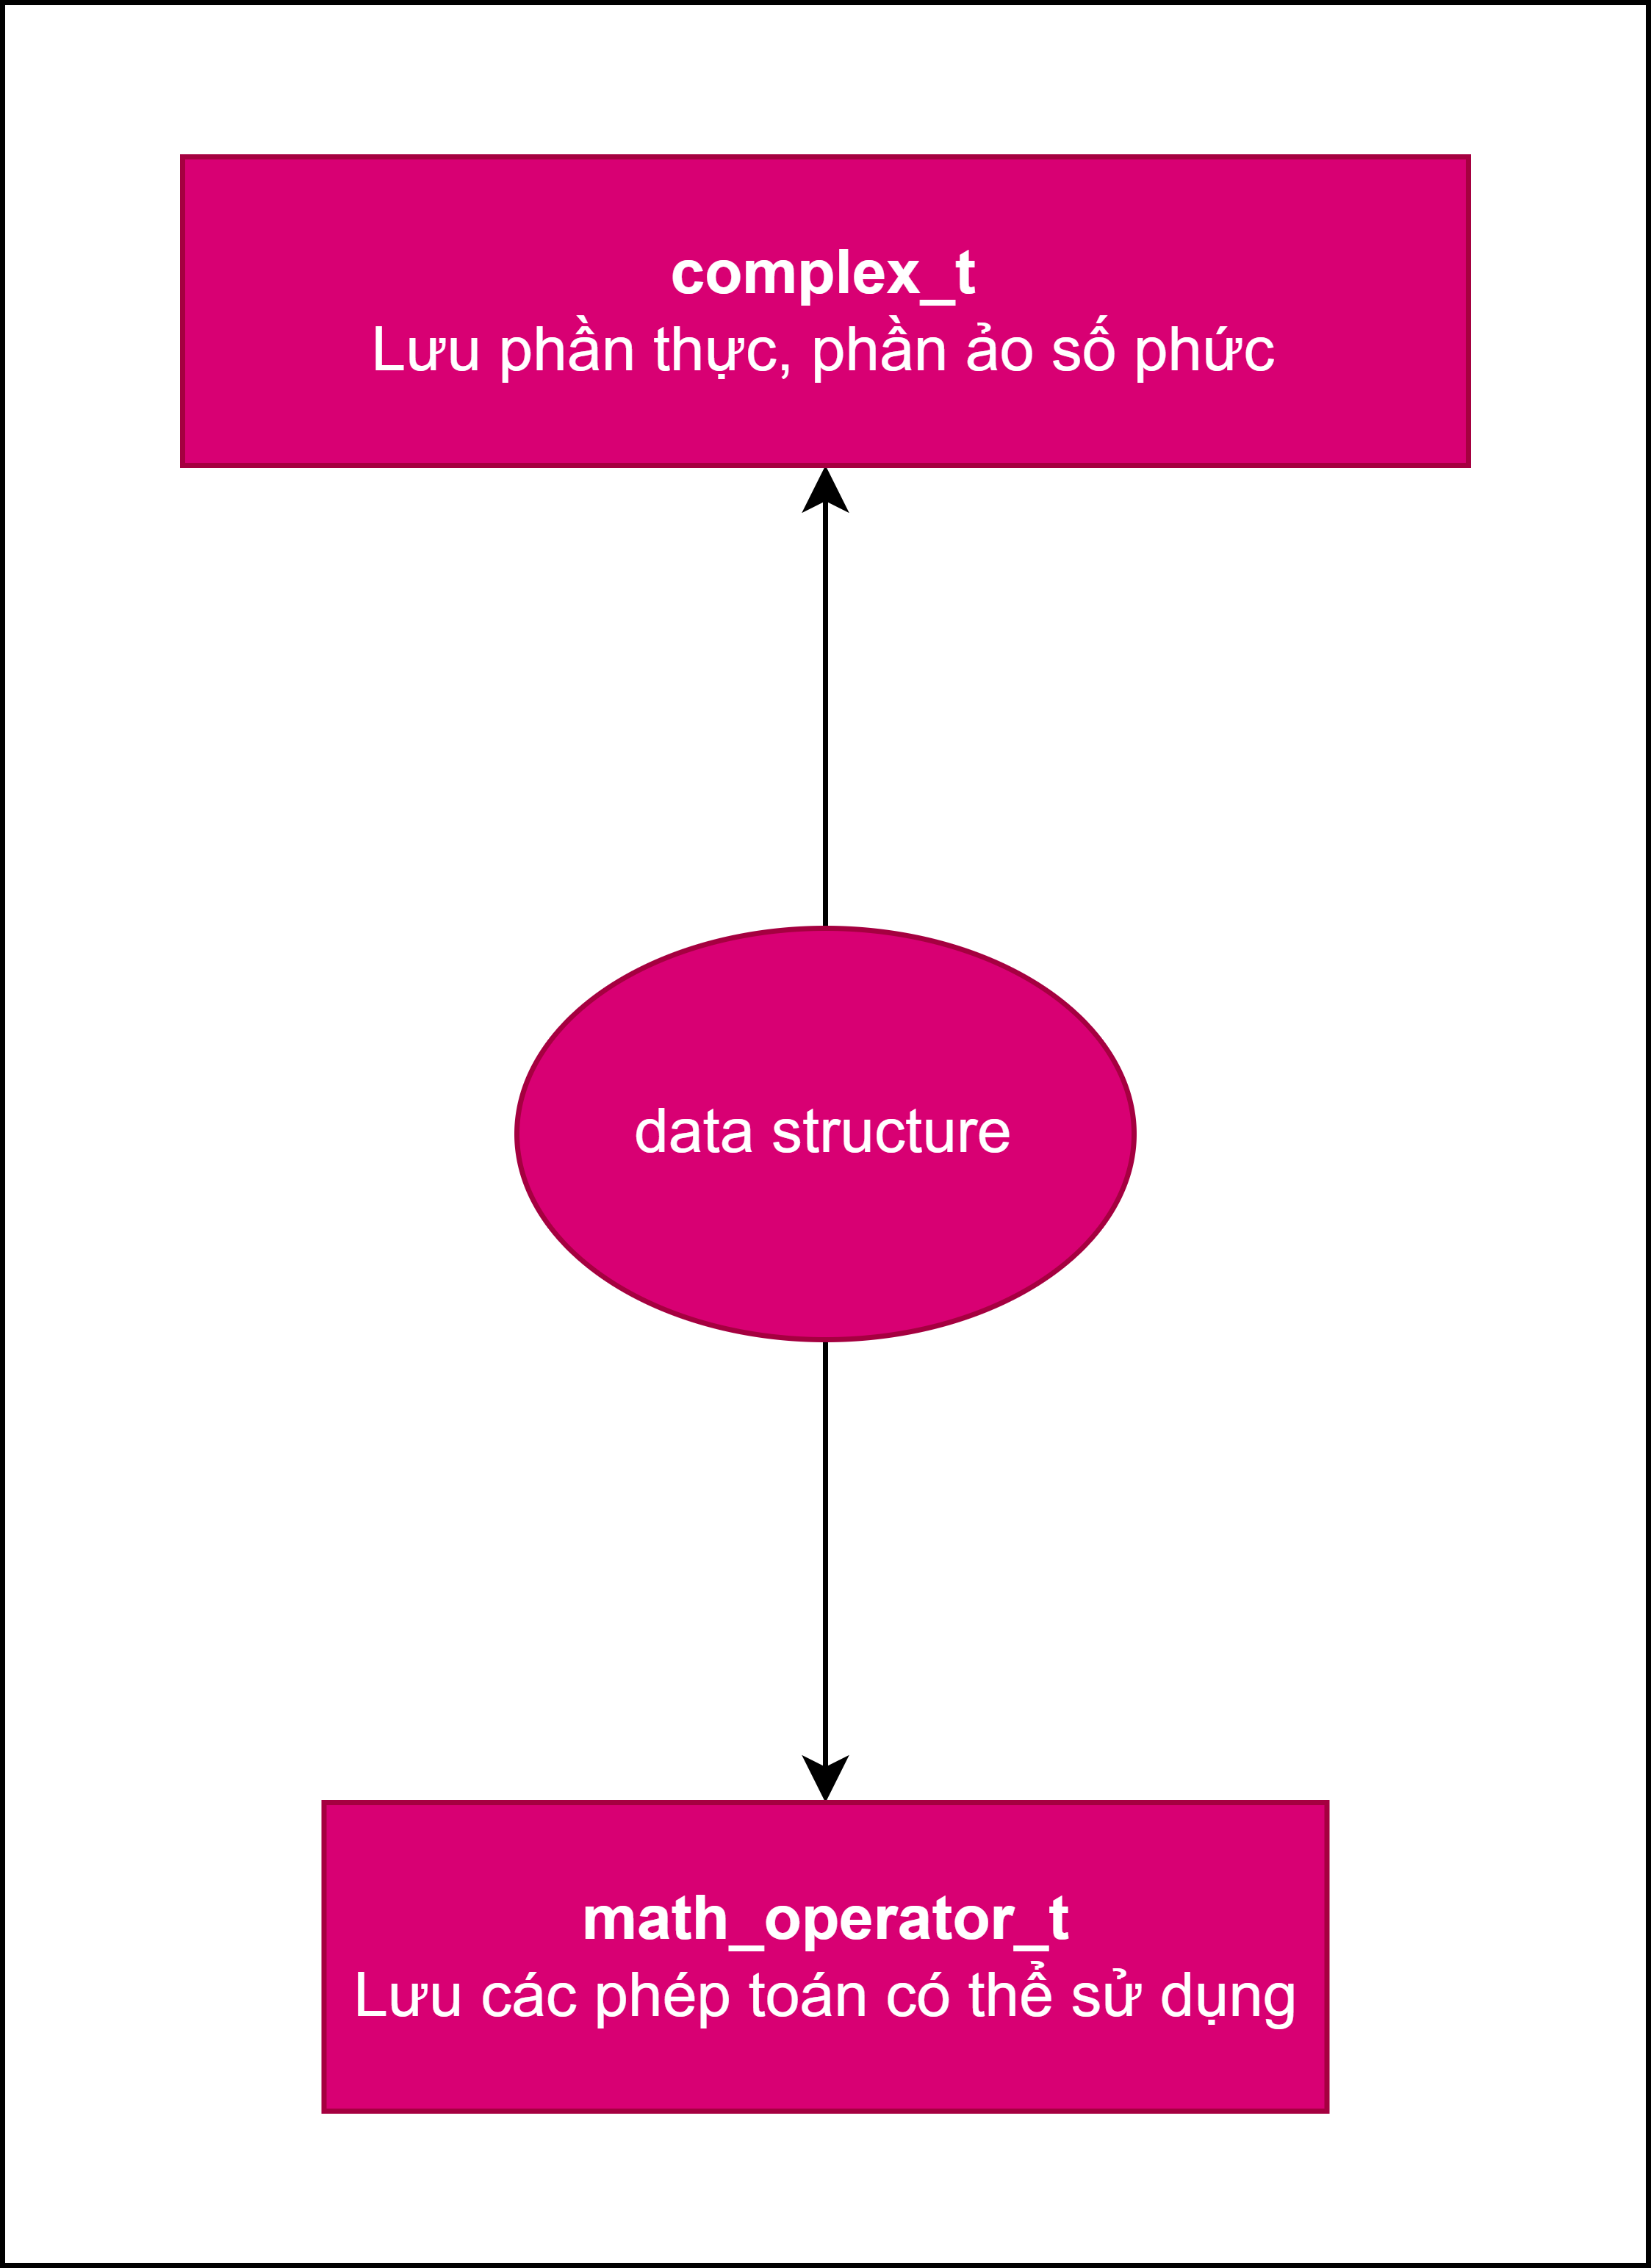 complex_t
Lưu phần thực, phần ảo số phức
data structure
math_operator_t
Lưu các phép toán có thể sử dụng